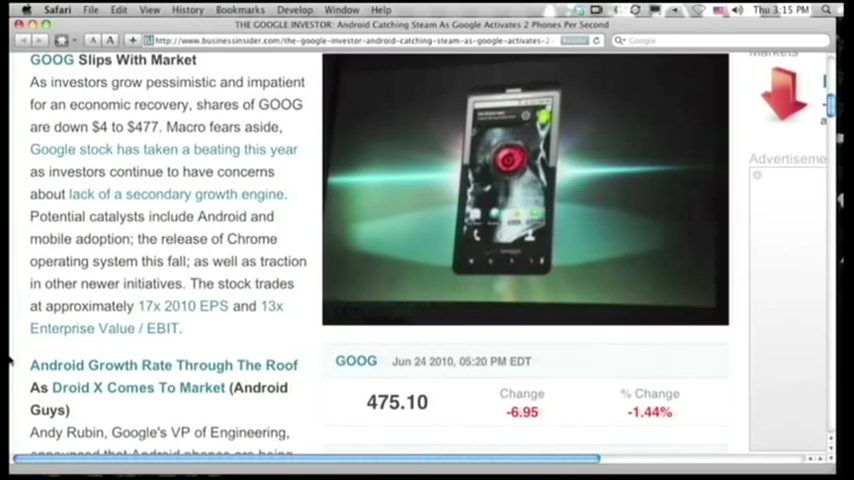 Safari File Edit View History Bookmarks Develop Window Help Thu 3:15 PM
THE GOOGLE INVESTOR: Android Catching Steam As Google Activates 2 Phones Per Second
A A + http://www.businessinsider.com/the-google-investor-android-catching-steam-as-google-activates-2- Google
GOOG Slips With Market
As investors grow pessimistic and impatient
for an economic recovery, shares of GOOG
are down $4 to $477. Macro fears aside,
Google stock has taken a beating this year
as investors continue to have concerns
about lack of a secondary growth engine.
Potential catalysts include Android and
mobile adoption; the release of Chrome
operating system this fall; as well as traction
in other newer initiatives. The stock trades
at approximately 17x 2010 EPS and 13x
Enterprise Value / EBIT.
Android Growth Rate Through The Roof
As Droid X Comes To Market (Android
Guys)
Andy Rubin, Google's VP of Engineering,
announced that Android phones are being
GOOG Jun 24 2010, 05:20 PM EDT
475.10
Change
-6.95
% Change
-1.44%
Markets
Advertiseme